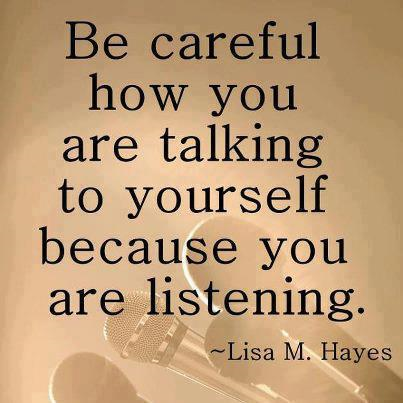 Be careful
how you
are talking
to yourself
because you
are listening.
~Lisa M. Hayes